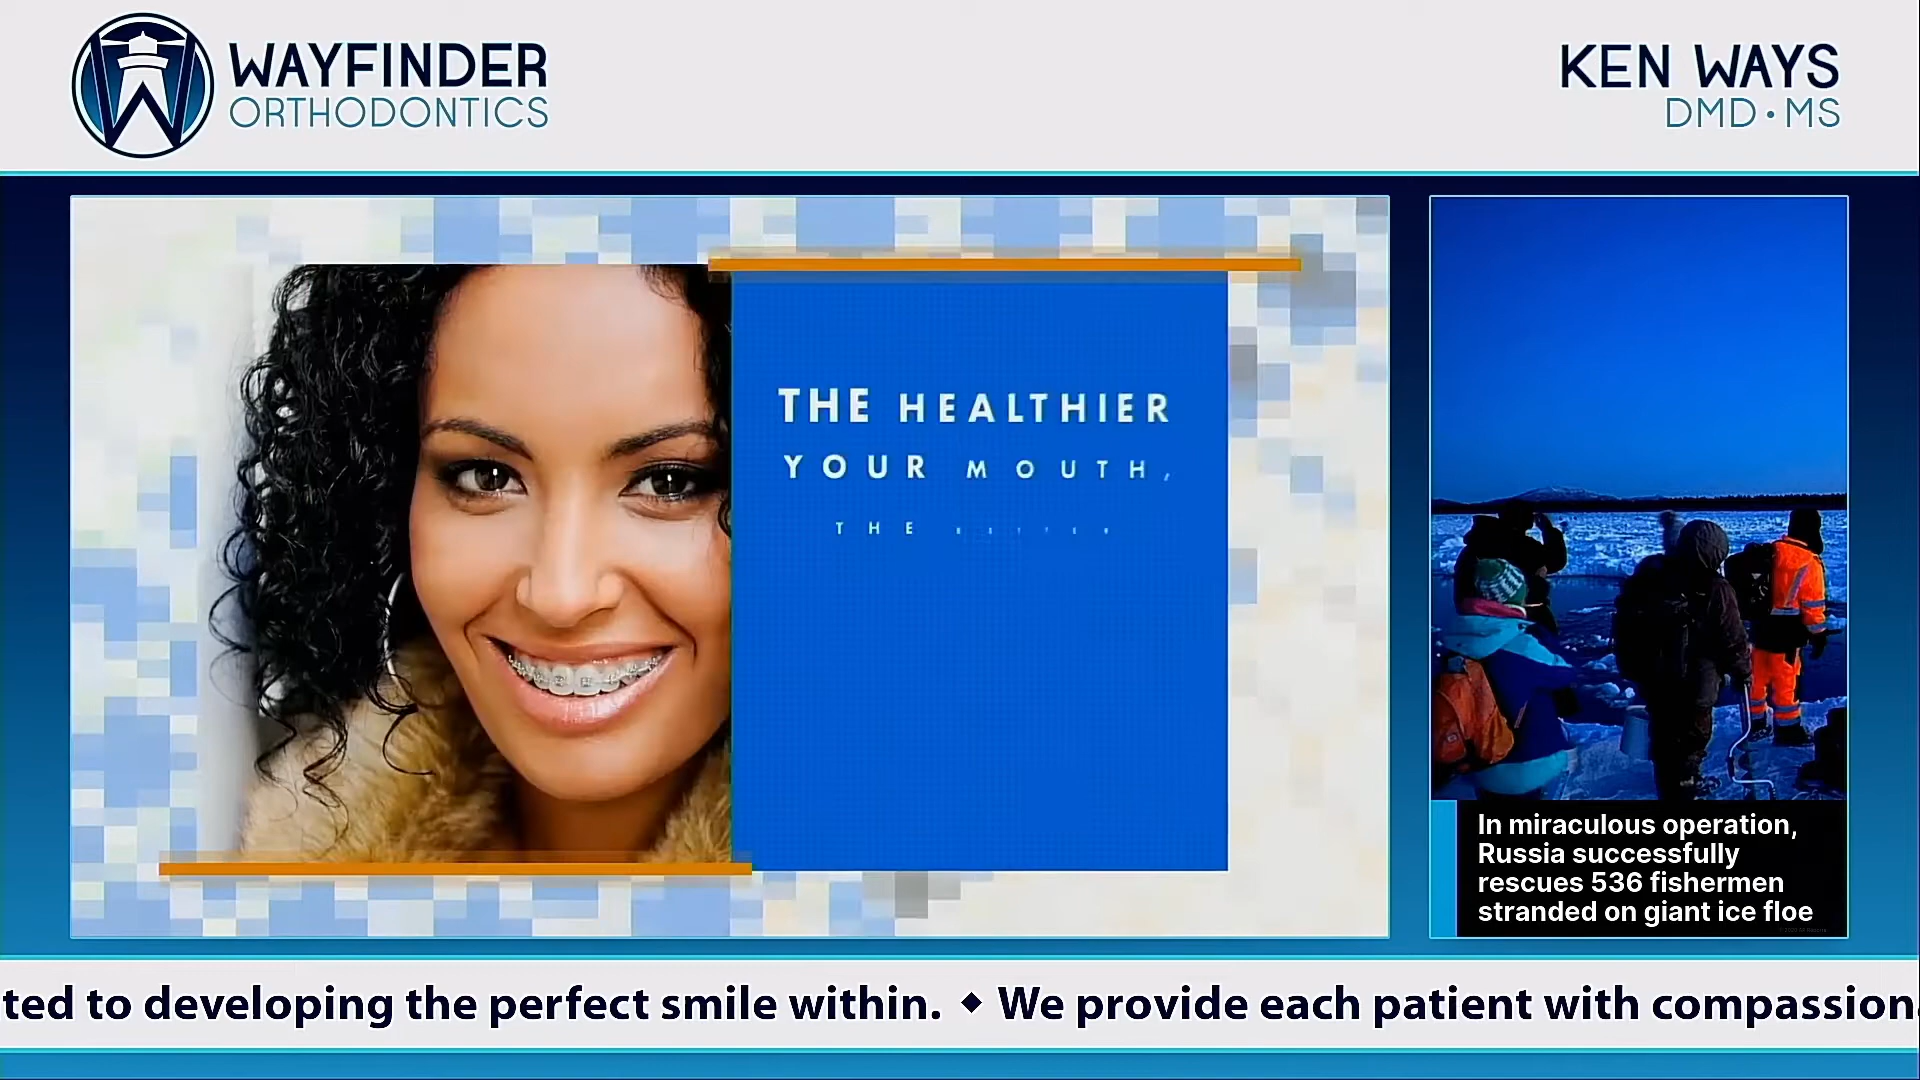 WAYFINDER
ORTHODONTICS
KEN WAYS
DMD • MS
THE HEALTHIER
YOUR MOUTH,
THE
In miraculous operation,
Russia successfully
rescues 536 fishermen
stranded on giant ice floe
ted to developing the perfect smile within. ◆ We provide each patient with compassion